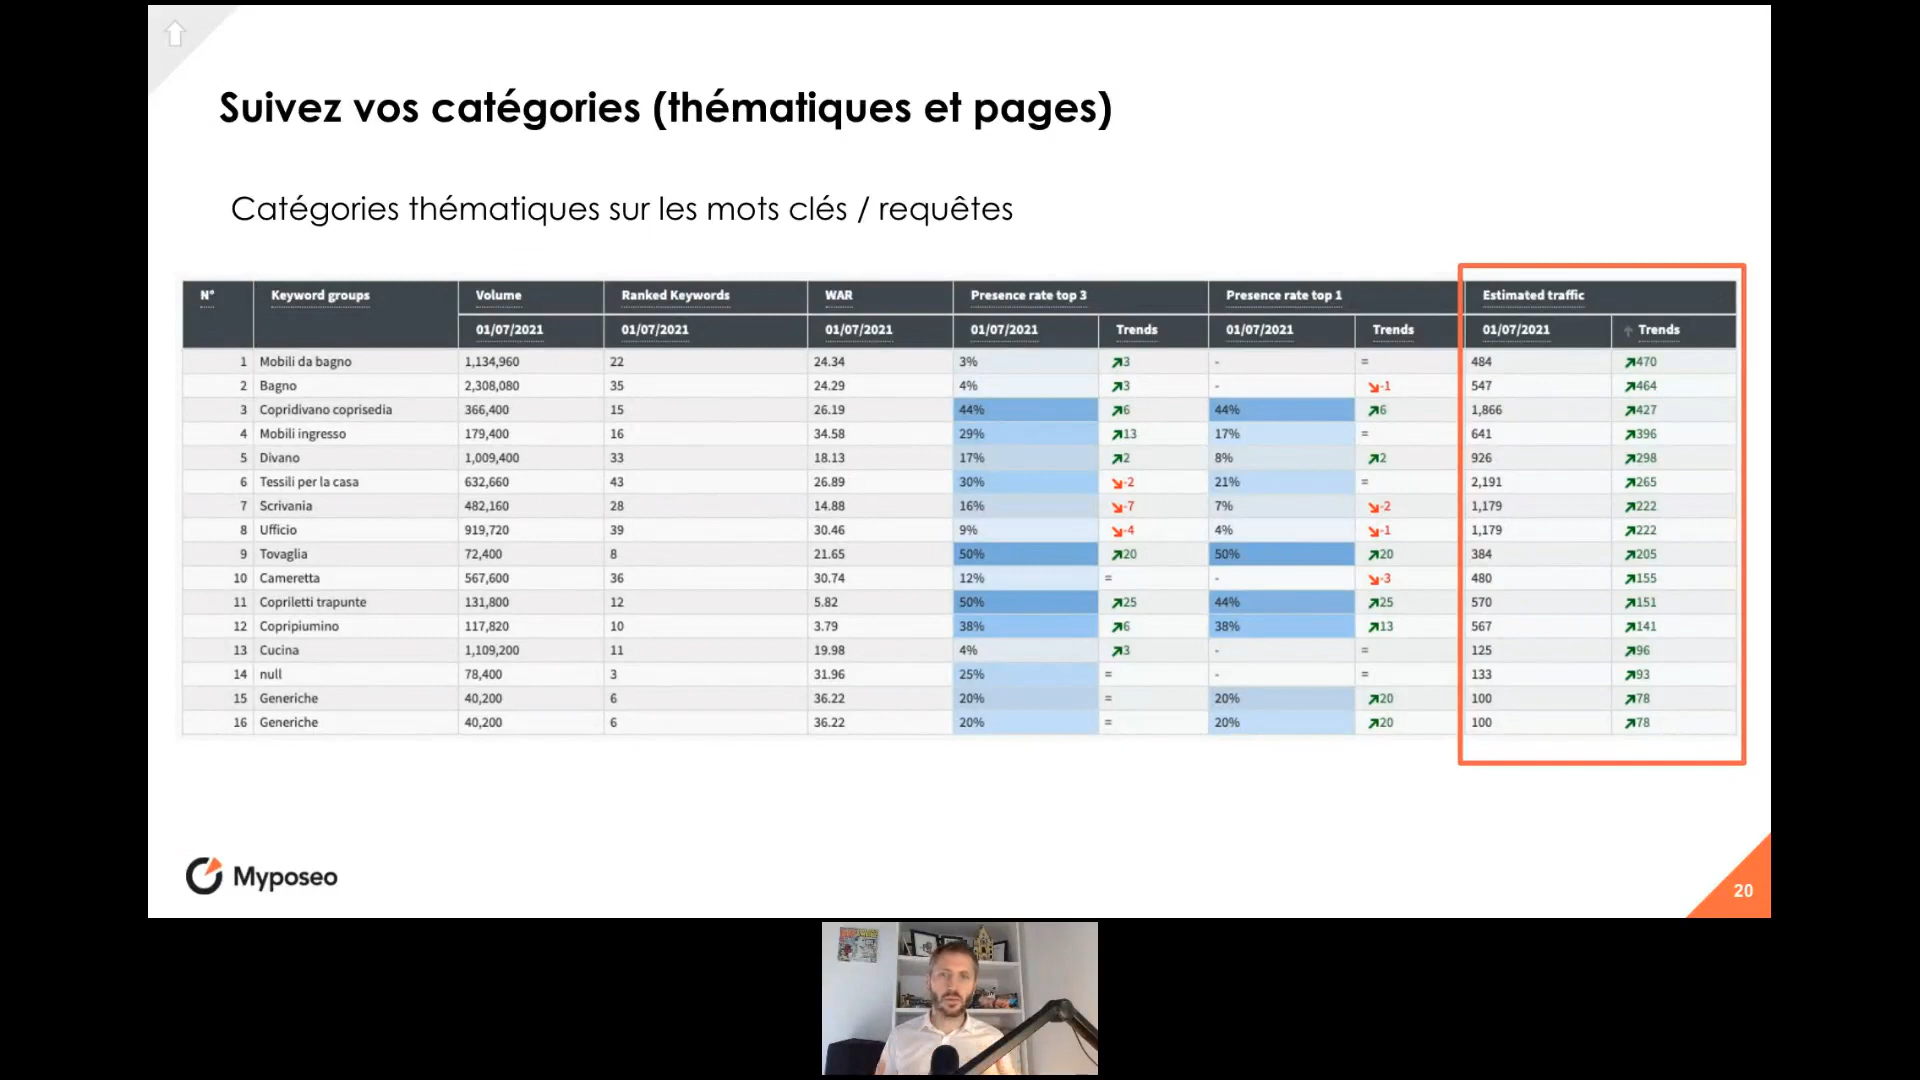 Suivez vos catégories (thématiques et pages)
Catégories thématiques sur les mots clés / requêtes
N° Keyword groups Volume Ranked Keywords WAR Presence rate top 3 Presence rate top 1 Estimated traffic
01/07/2021 01/07/2021 01/07/2021 01/07/2021 Trends 01/07/2021 Trends 01/07/2021 Trends
1 Mobili da bagno 1,134,960 22 24.34 3% 3 - = 484 470
2 Bagno 2,308,080 35 24.29 4% 3 - -1 547 464
3 Copridivano coprisedia 366,400 15 26.19 44% 6 44% 6 1,866 427
4 Mobili ingresso 179,400 16 34.58 29% 13 17% = 641 396
5 Divano 1,009,400 33 18.13 17% 2 8% 2 926 298
6 Tessili per la casa 632,660 43 26.89 30% -2 21% = 2,191 265
7 Scrivania 482,160 28 14.88 16% -7 7% -2 1,179 222
8 Ufficio 919,720 39 30.46 9% -4 4% -1 1,179 222
9 Tovaglia 72,400 8 21.65 50% 20 50% 20 384 205
10 Cameretta 567,600 36 30.74 12% = - -3 480 155
11 Copriletti trapunte 131,800 12 5.82 50% 25 44% 25 570 151
12 Copripiumino 117,820 10 3.79 38% 6 38% 13 567 141
13 Cucina 1,109,200 11 19.98 4% 3 - = 125 96
14 null 78,400 3 31.96 25% = - = 133 93
15 Generiche 40,200 6 36.22 20% = 20% 20 100 78
16 Generiche 40,200 6 36.22 20% = 20% 20 100 78
Myposeo
20